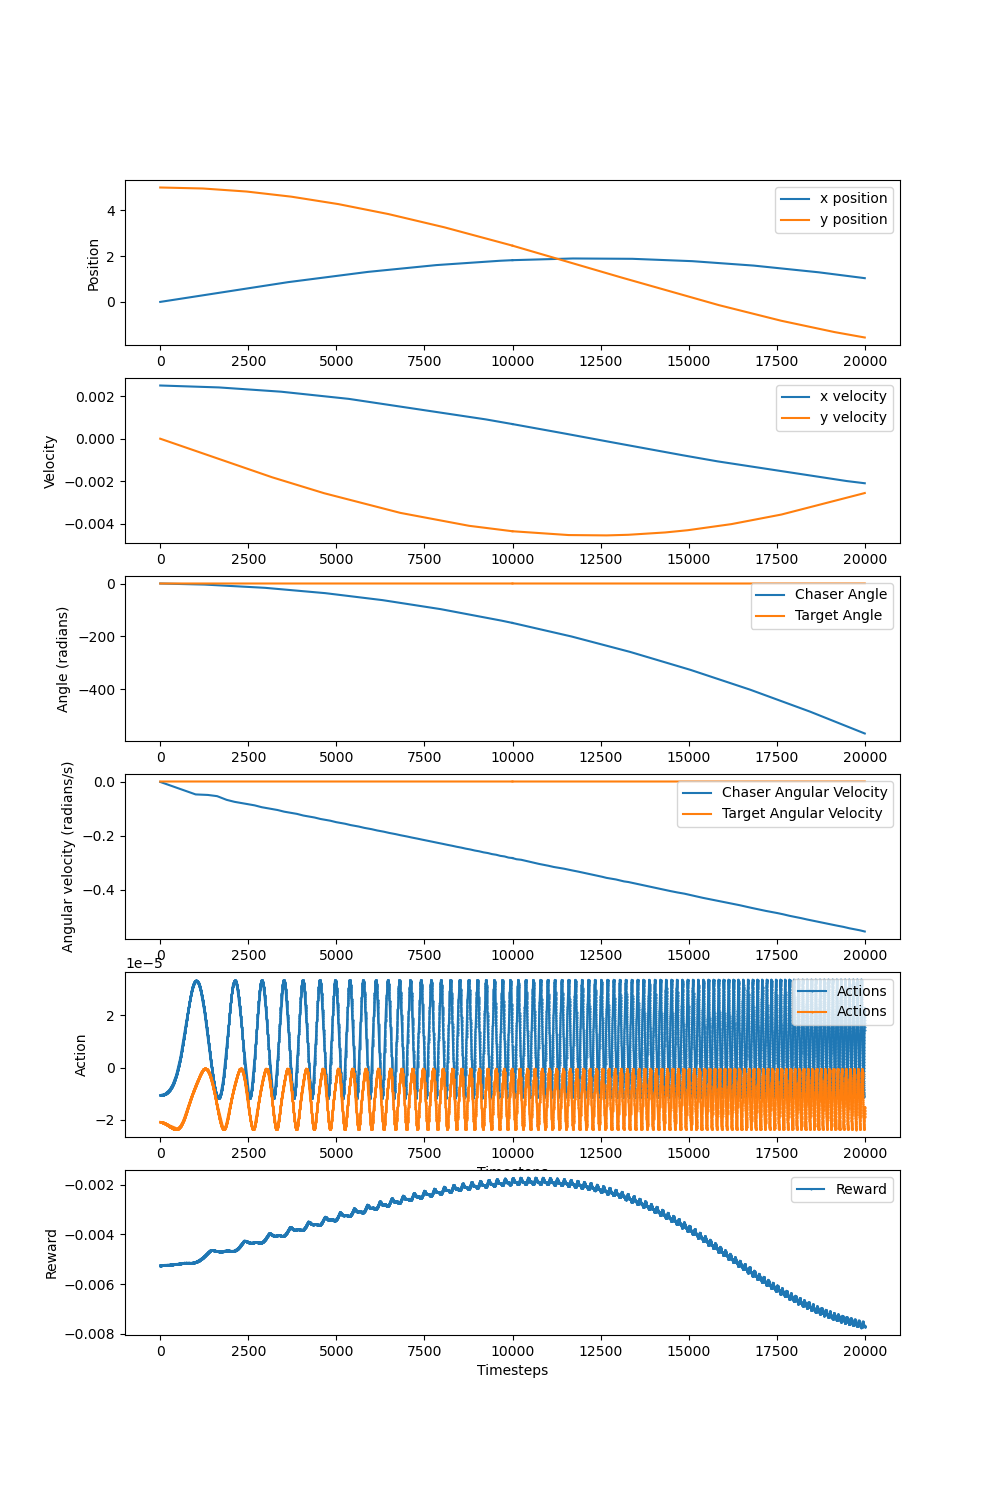 Position
4
2
0
x position
y position
0 2500 5000 7500 10000 12500 15000 17500 20000
Velocity
0.002
0.000
−0.002
−0.004
x velocity
y velocity
0 2500 5000 7500 10000 12500 15000 17500 20000
Angle (radians)
0
−200
−400
Chaser Angle
Target Angle
0 2500 5000 7500 10000 12500 15000 17500 20000
Angular velocity (radians/s)
0.0
−0.2
−0.4
Chaser Angular Velocity
Target Angular Velocity
0 2500 5000 7500 10000 12500 15000 17500 20000
1e−5
Action
2
0
−2
Actions
Actions
0 2500 5000 7500 10000 12500 15000 17500 20000
Timesteps
Reward
−0.002
−0.004
−0.006
−0.008
Reward
0 2500 5000 7500 10000 12500 15000 17500 20000
Timesteps